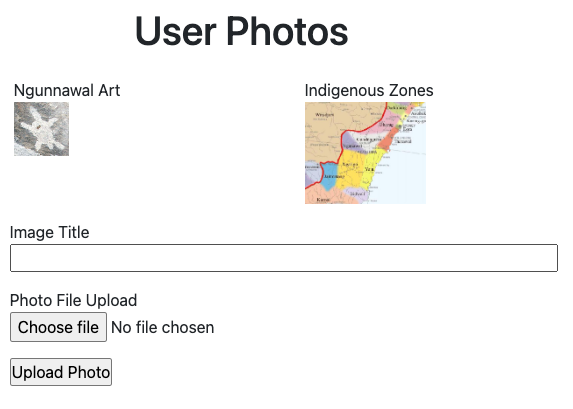 User Photos
Ngunnawal Art
Indigenous Zones
Image Title
Photo File Upload
Choose file No file chosen
Upload Photo